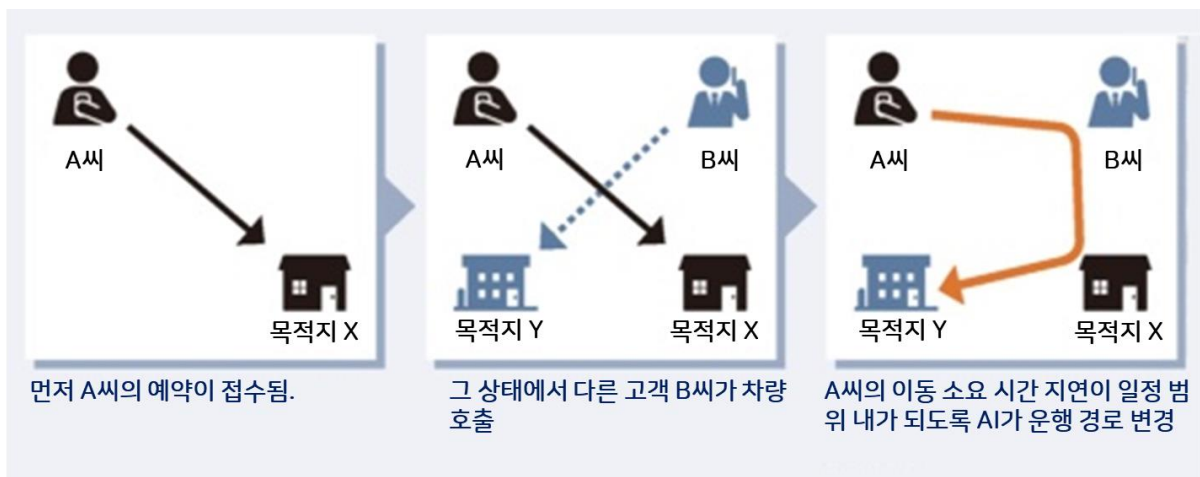 A씨
목적지 X
먼저 A씨의 예약이 접수됨.
A씨
B씨
목적지 Y
목적지 X
그 상태에서 다른 고객 B씨가 차량
호출
A씨
B씨
목적지 Y
목적지 X
A씨의 이동 소요 시간 지연이 일정 범
위 내가 되도록 AI가 운행 경로 변경